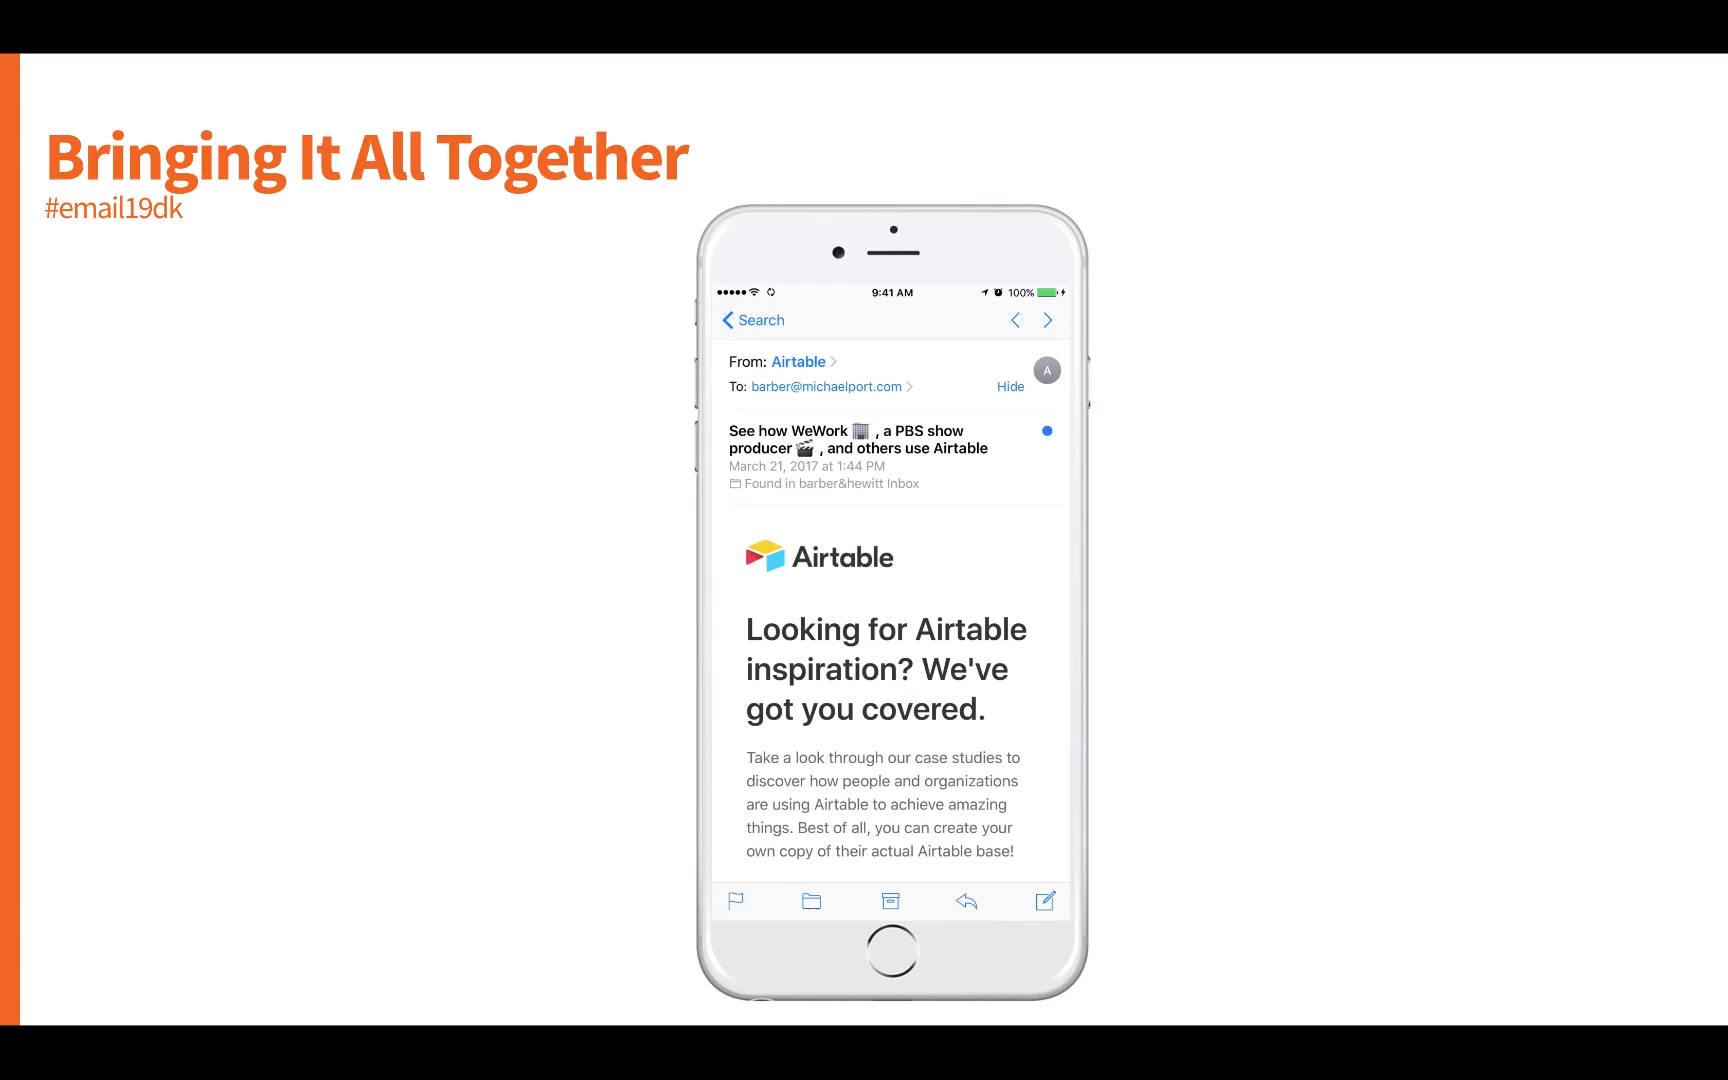 Bringing It All Together
#email19dk
9:41 AM
100%
Search
From: Airtable
To: barber@michaelport.com
Hide
A
See how WeWork 🏢 , a PBS show
producer 🎬 , and others use Airtable
March 21, 2017 at 1:44 PM
Found in barber&hewitt Inbox
Airtable
Looking for Airtable
inspiration? We've
got you covered.
Take a look through our case studies to
discover how people and organizations
are using Airtable to achieve amazing
things. Best of all, you can create your
own copy of their actual Airtable base!